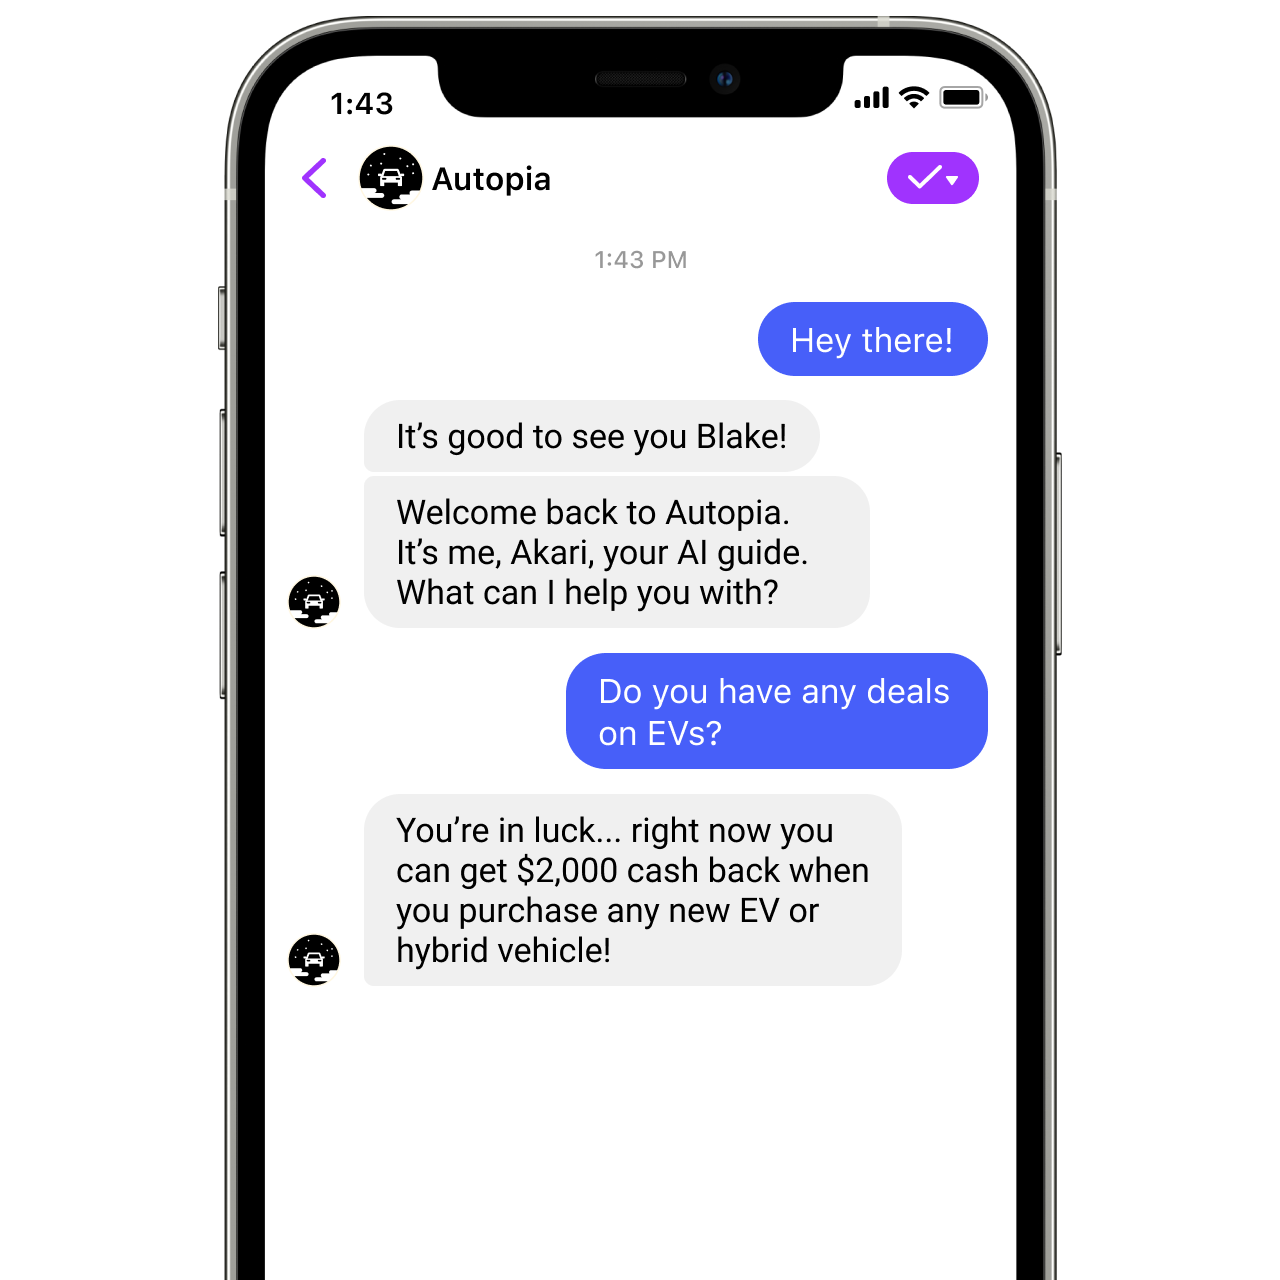 1:43
Autopia
1:43 PM
Hey there!
It’s good to see you Blake!
Welcome back to Autopia.
It’s me, Akari, your AI guide.
What can I help you with?
Do you have any deals
on EVs?
You’re in luck... right now you
can get $2,000 cash back when
you purchase any new EV or
hybrid vehicle!